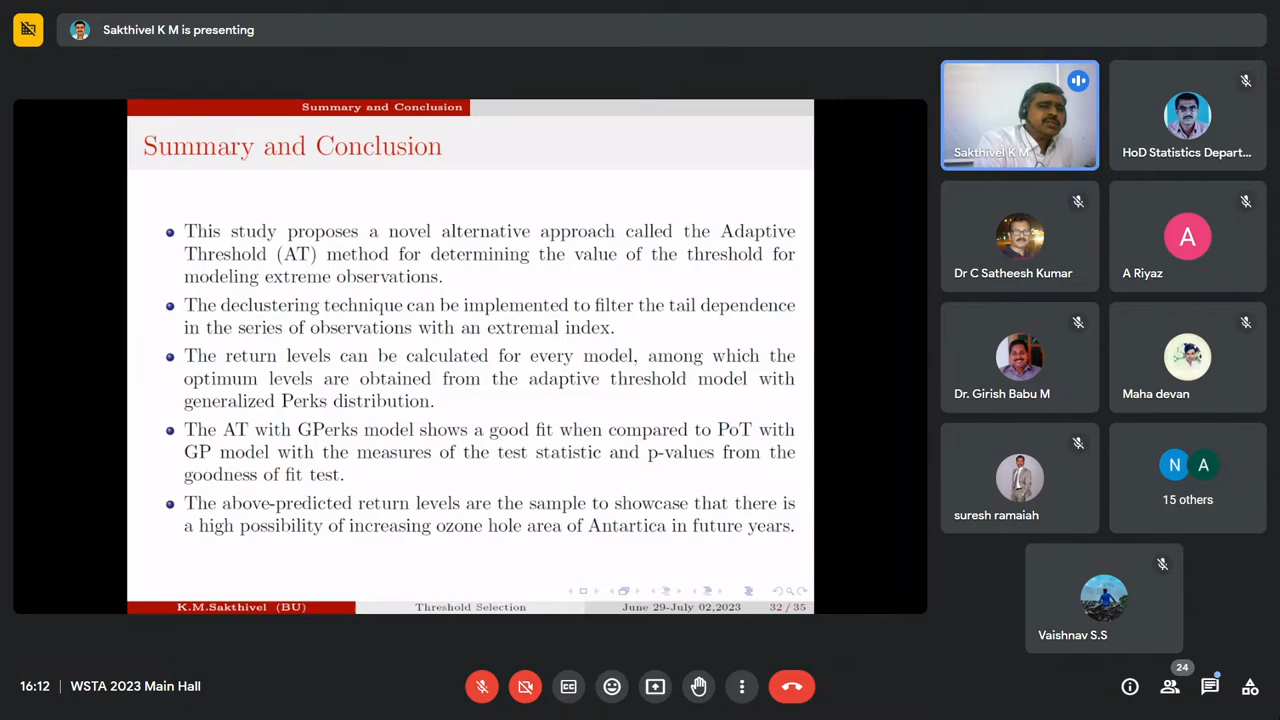 Sakthivel K M is presenting
Summary and Conclusion
Summary and Conclusion
This study proposes a novel alternative approach called the Adaptive
Threshold (AT) method for determining the value of the threshold for
modeling extreme observations.
The declustering technique can be implemented to filter the tail dependence
in the series of observations with an extremal index.
The return levels can be calculated for every model, among which the
optimum levels are obtained from the adaptive threshold model with
generalized Perks distribution.
The AT with GPerks model shows a good fit when compared to PoT with
GP model with the measures of the test statistic and p-values from the
goodness of fit test.
The above-predicted return levels are the sample to showcase that there is
a high possibility of increasing ozone hole area of Antartica in future years.
K.M.Sakthivel (BU)
Threshold Selection
June 29-July 02,2023
32 / 35
Sakthivel K M
HoD Statistics Depart...
Dr C Satheesh Kumar
A
A Riyaz
Dr. Girish Babu M
Maha devan
suresh ramaiah
N A
15 others
Vaishnav S.S
16:12 | WSTA 2023 Main Hall
24